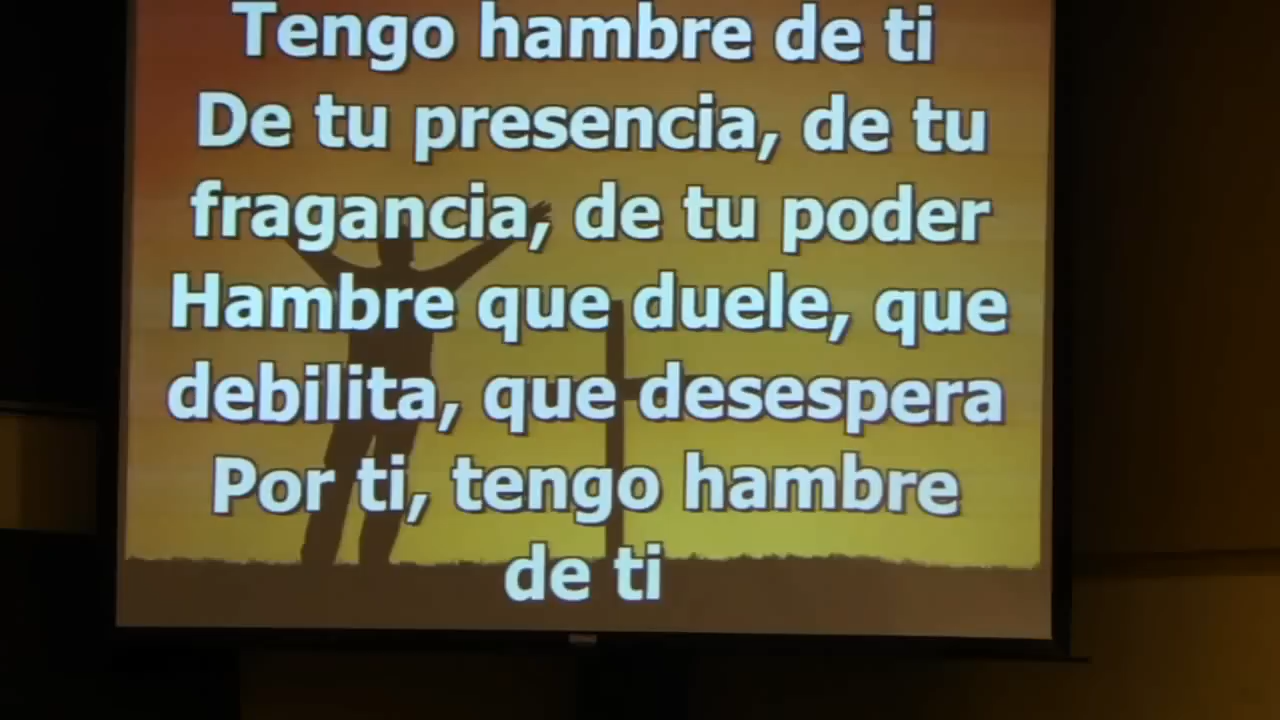 Tengo hambre de ti
De tu presencia, de tu
fragancia, de tu poder
Hambre que duele, que
debilita, que desespera
Por ti, tengo hambre
de ti